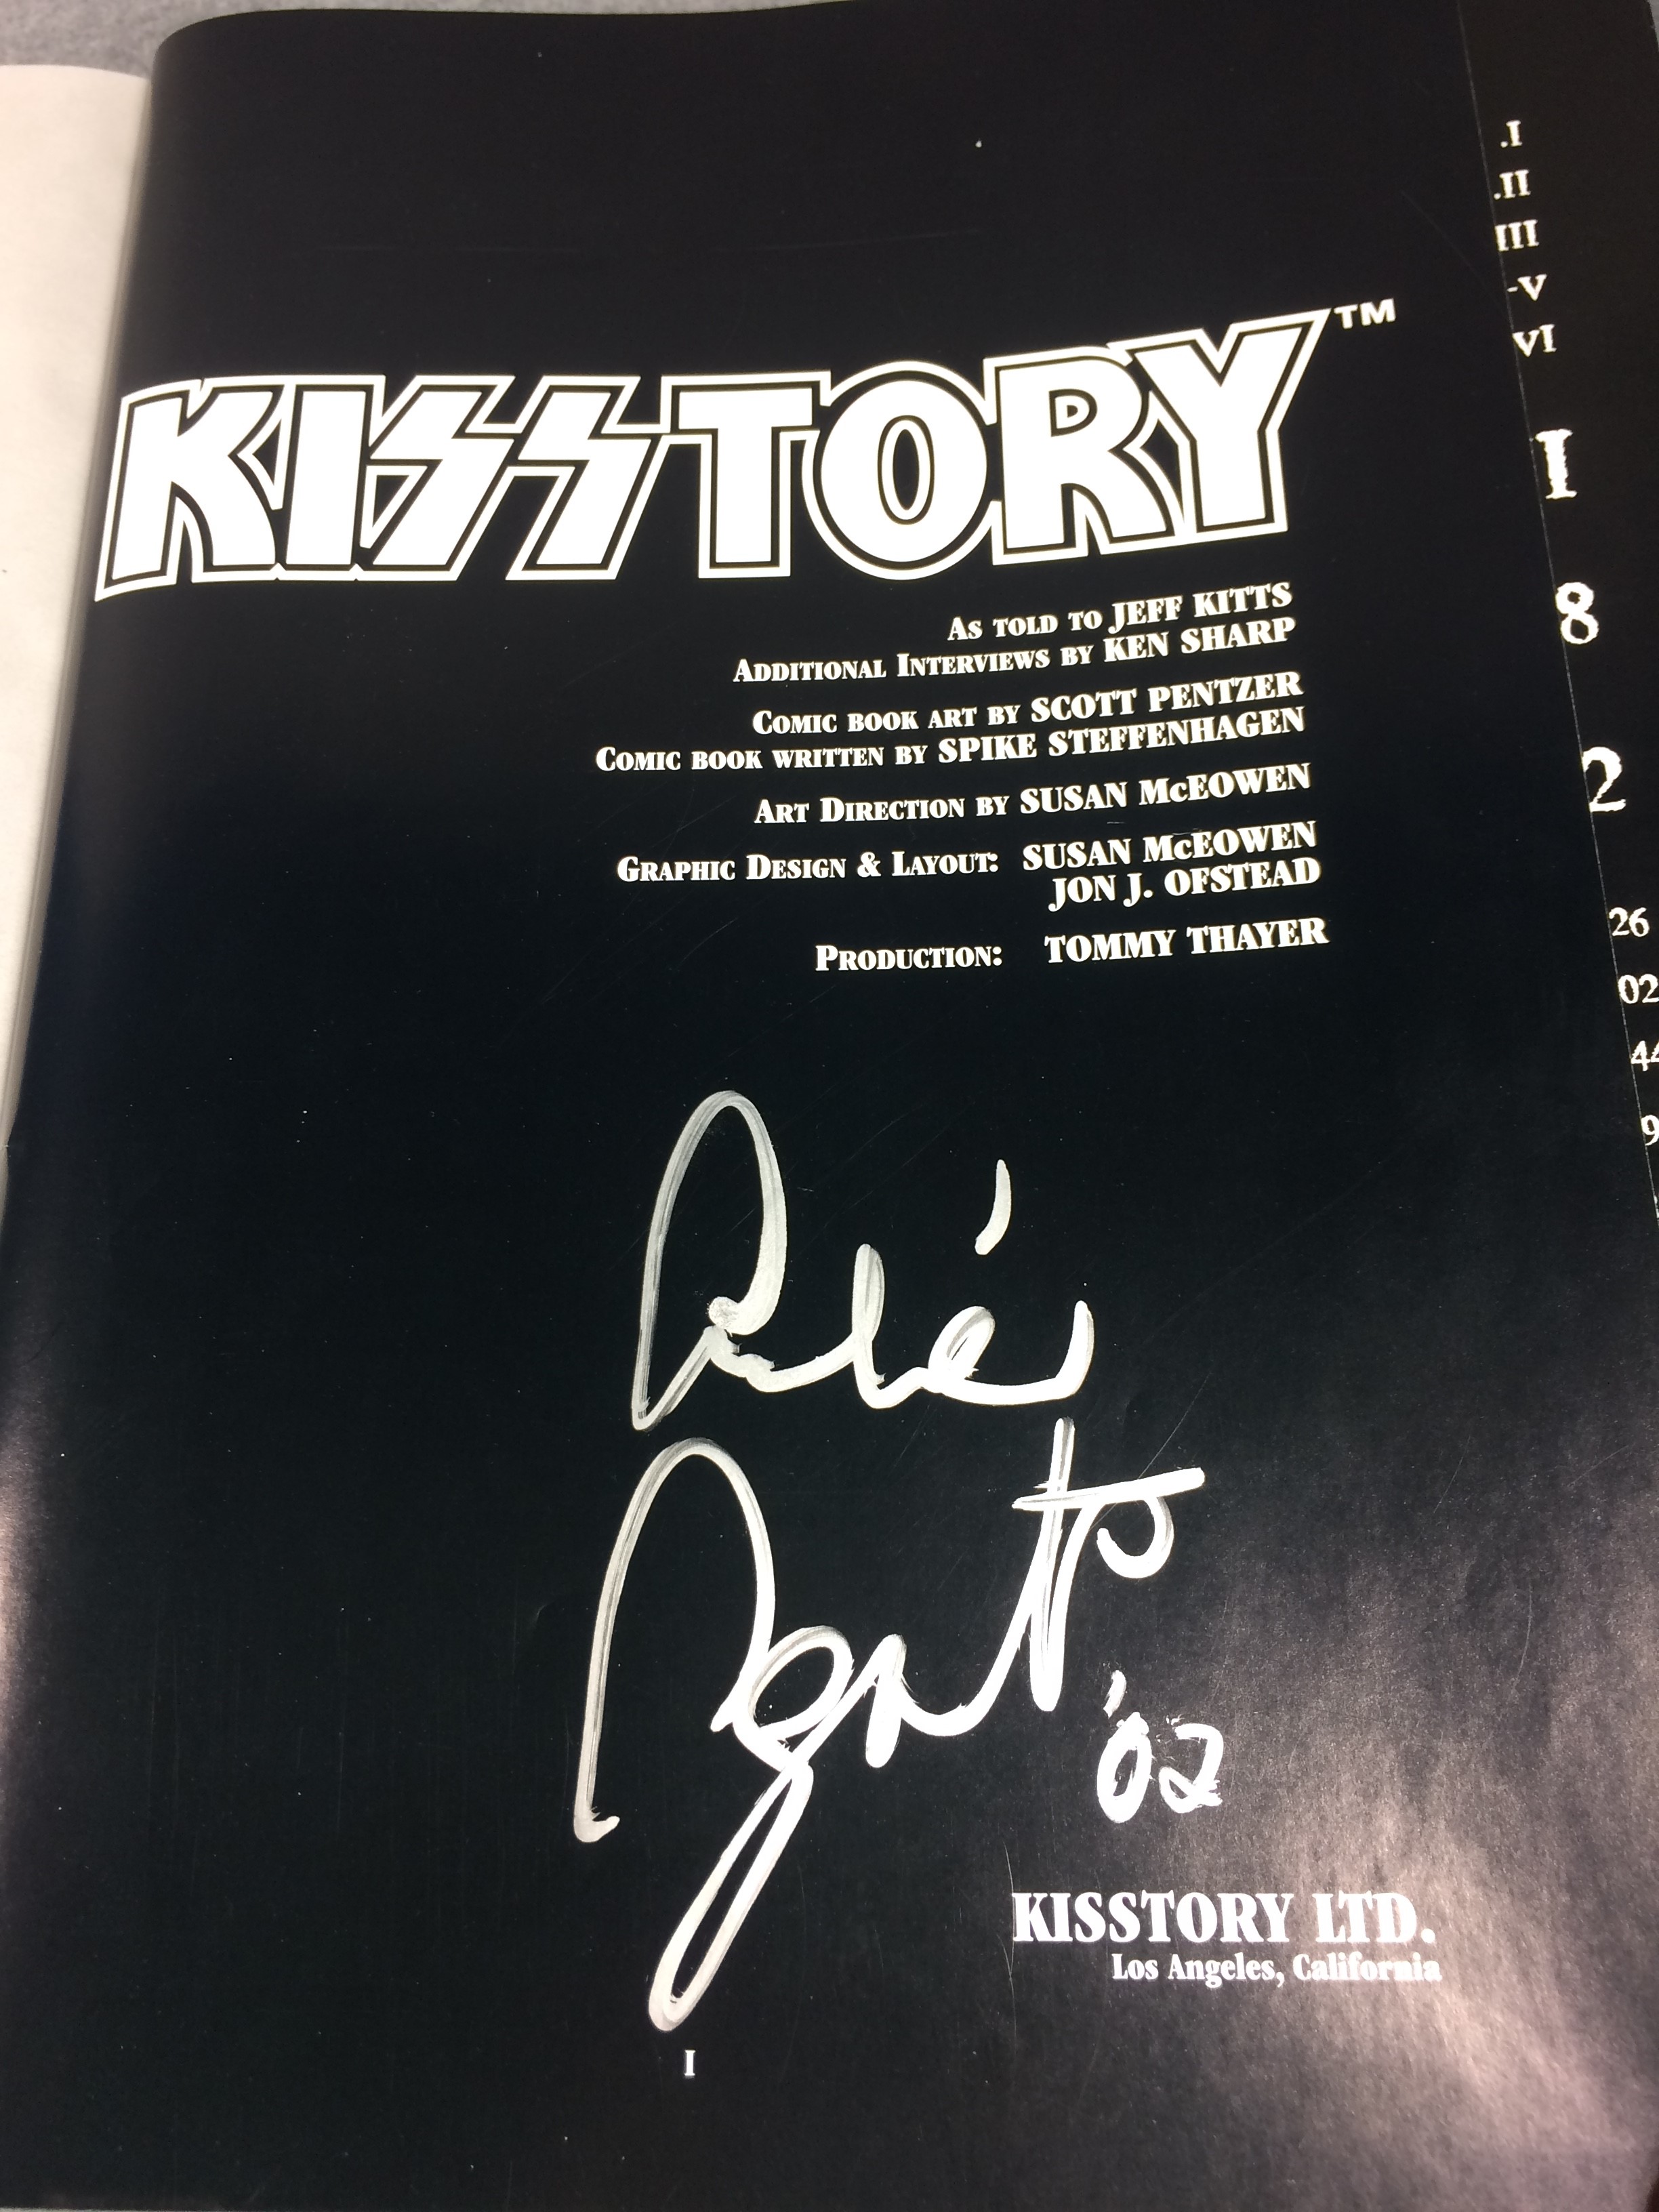 KISSTORY™
AS TOLD TO JEFF KITTS
ADDITIONAL INTERVIEWS BY KEN SHARP
COMIC BOOK ART BY SCOTT PENTZER
COMIC BOOK WRITTEN BY SPIKE STEFFENHAGEN
ART DIRECTION BY SUSAN McEOWEN
GRAPHIC DESIGN & LAYOUT: SUSAN McEOWEN
JON J. OFSTEAD
PRODUCTION: TOMMY THAYER
'02
KISSTORY LTD.
Los Angeles, California
I
.I
.II
III
-V
VI
I
8
2
26
02
44
9